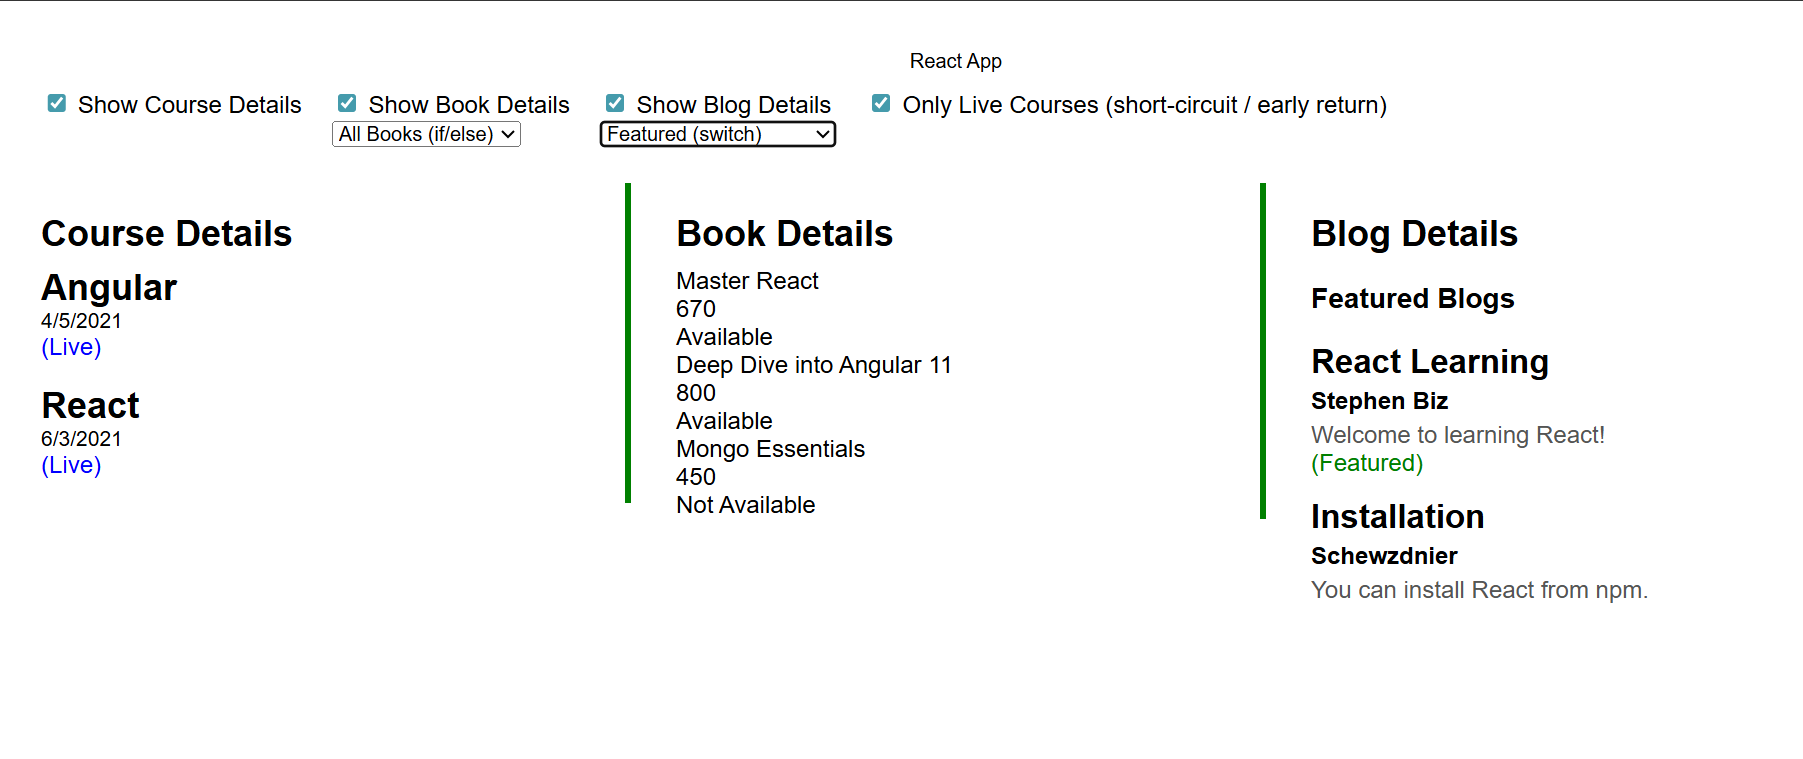 React App
Show Course Details
Show Book Details
Show Blog Details
Only Live Courses (short-circuit / early return)
All Books (if/else)
Featured (switch)
Course Details
Angular
4/5/2021
(Live)
React
6/3/2021
(Live)
Book Details
Master React
670
Available
Deep Dive into Angular 11
800
Available
Mongo Essentials
450
Not Available
Blog Details
Featured Blogs
React Learning
Stephen Biz
Welcome to learning React!
(Featured)
Installation
Schewzdnier
You can install React from npm.